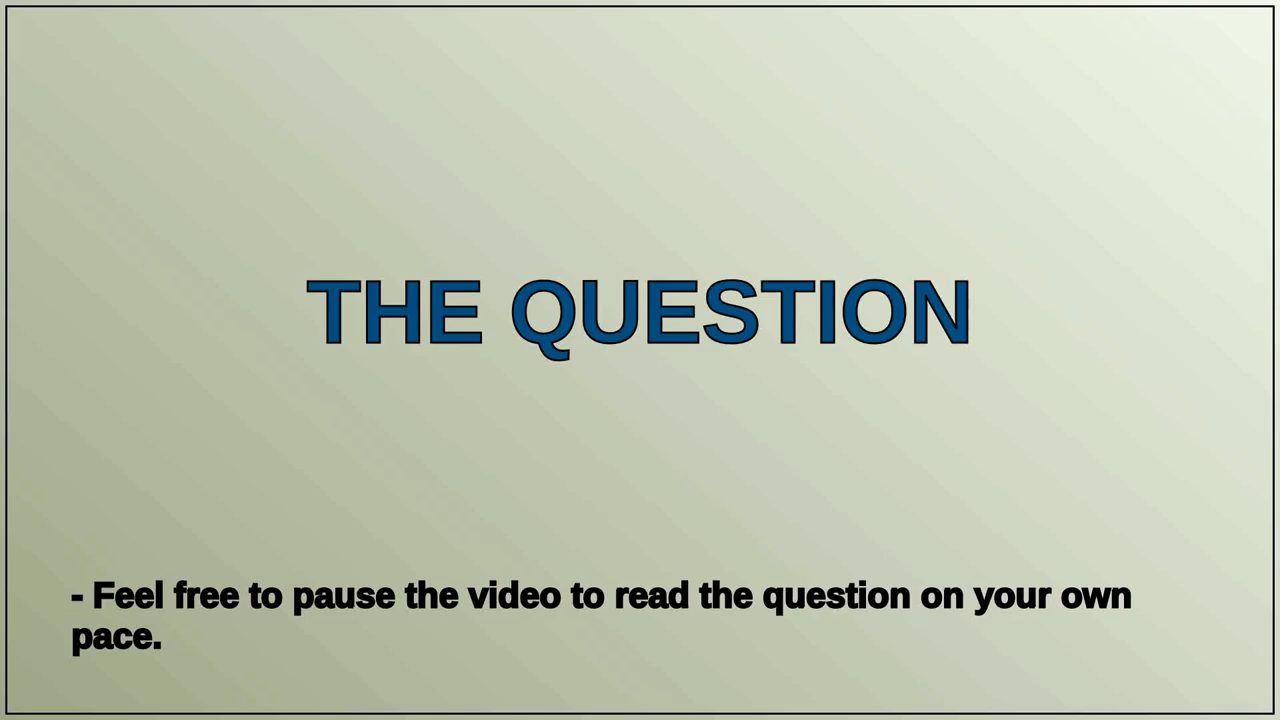 THE QUESTION
- Feel free to pause the video to read the question on your own
pace.